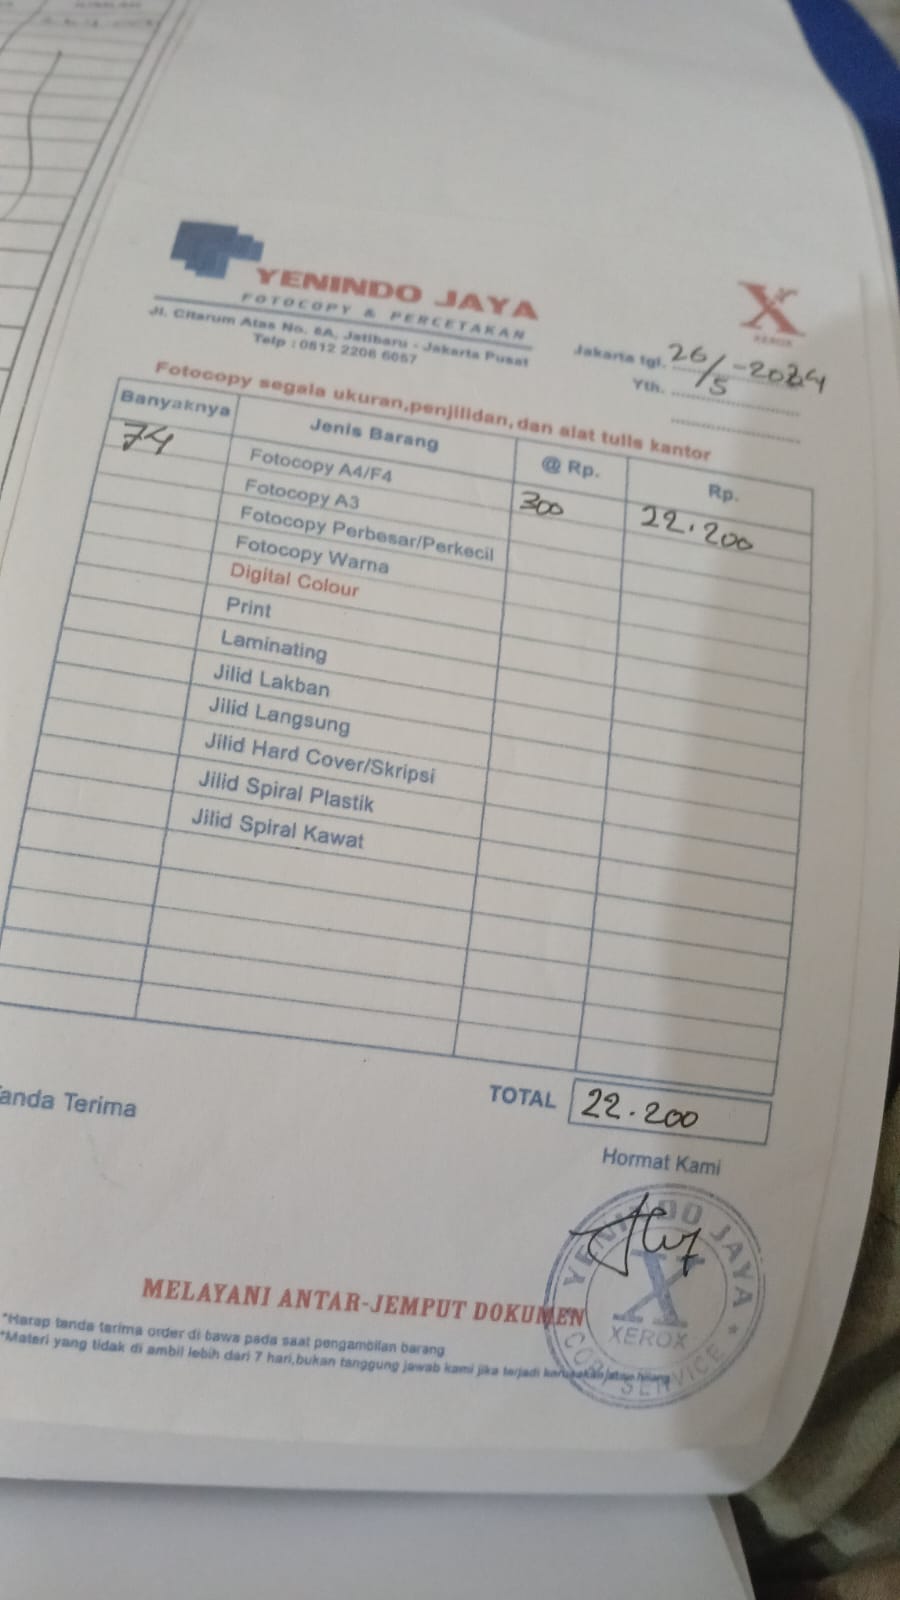 YENINDO JAYA
FOTOCOPY & PERCETAKAN
Jl. Citarum Atas No. 8A, Jatibaru - Jakarta Pusat
Telp : 0812 2206 6057
X
XEROX
Jakarta tgl. 26/5 - 2024
Yth.
Fotocopy segala ukuran,penjilidan,dan alat tulis kantor
Banyaknya Jenis Barang @ Rp. Rp.
74 Fotocopy A4/F4 300 22.200
Fotocopy A3
Fotocopy Perbesar/Perkecil
Fotocopy Warna
Digital Colour
Print
Laminating
Jilid Lakban
Jilid Langsung
Jilid Hard Cover/Skripsi
Jilid Spiral Plastik
Jilid Spiral Kawat
anda Terima
TOTAL 22.200
Hormat Kami
YENINDO JAYA
X
XEROX
COPY SERVICE
MELAYANI ANTAR-JEMPUT DOKUMEN
*Harap tanda terima order di bawa pada saat pengambilan barang
*Materi yang tidak di ambil lebih dari 7 hari,bukan tanggung jawab kami jika terjadi